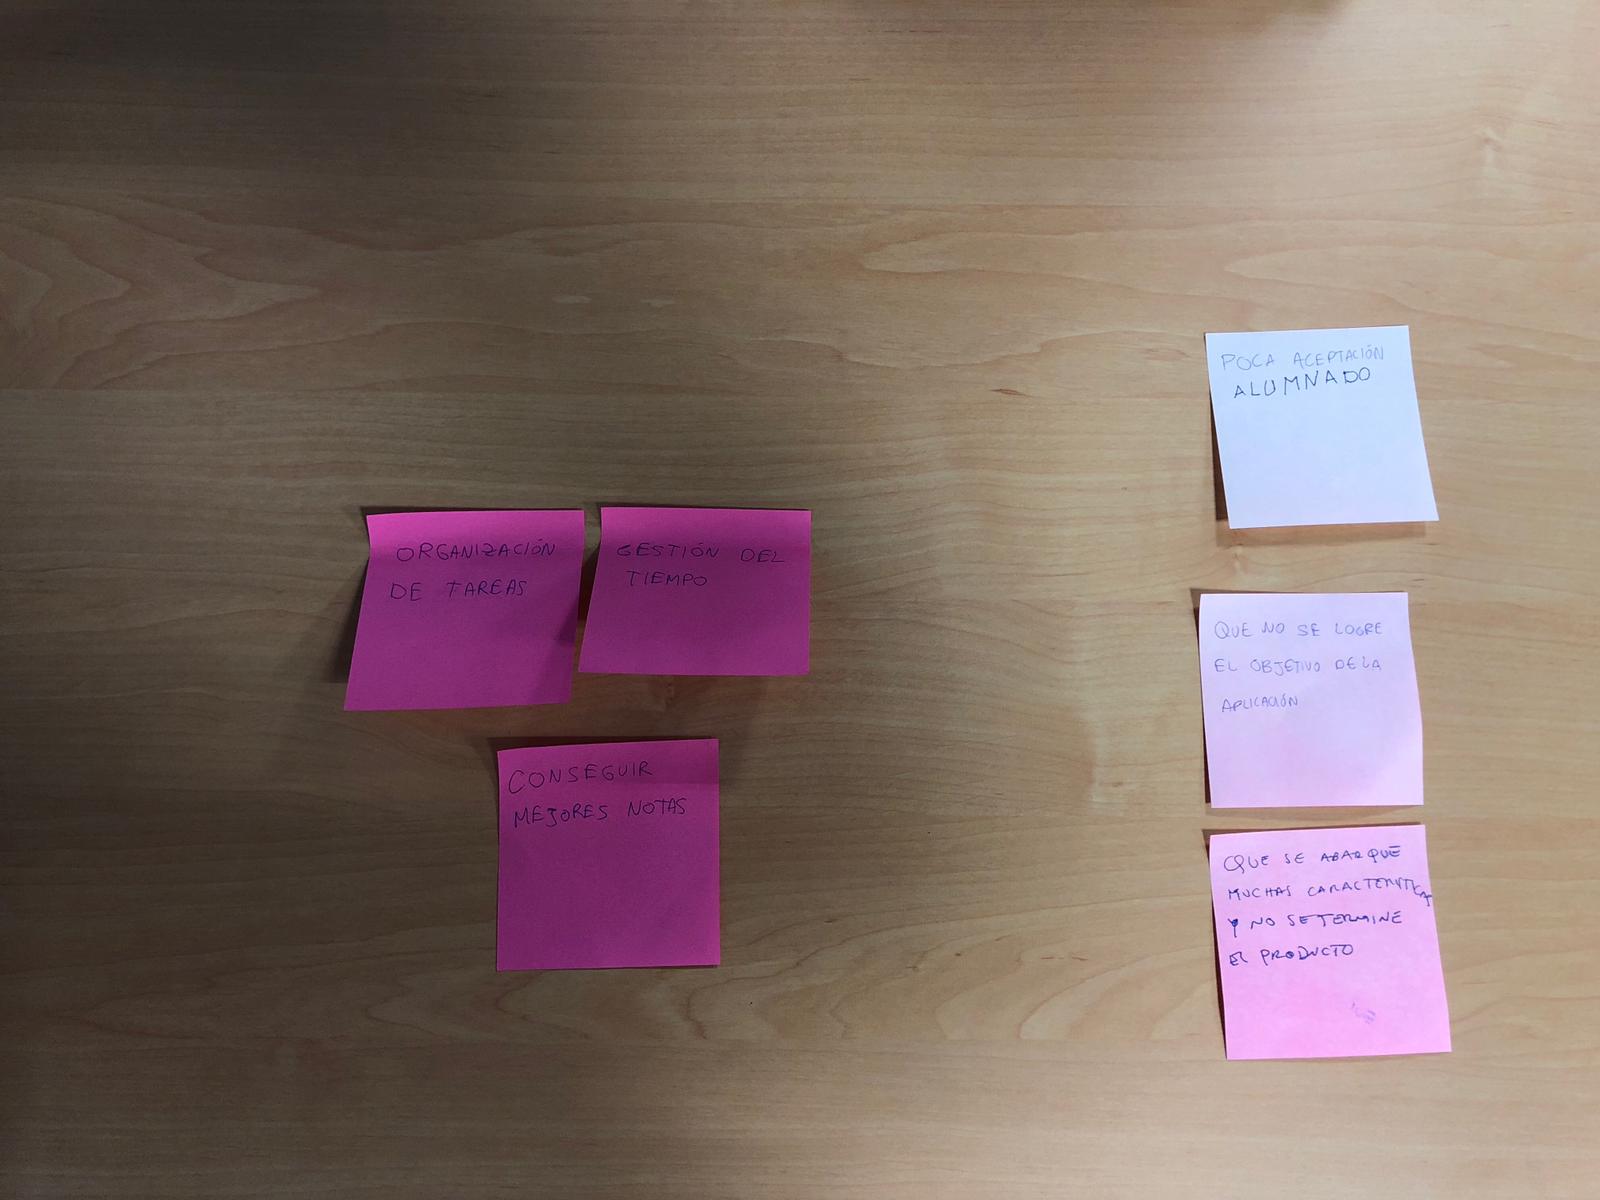 ORGANIZACIÓN
DE TAREAS
GESTIÓN DEL
TIEMPO
CONSEGUIR
MEJORES NOTAS
POCA ACEPTACIÓN
ALUMNADO
QUE NO SE LOGRE
EL OBJETIVO DE LA
APLICACIÓN
QUE SE ABARQUE
MUCHAS CARACTERISTICAS
Y NO SE TERMINE
EL PRODUCTO